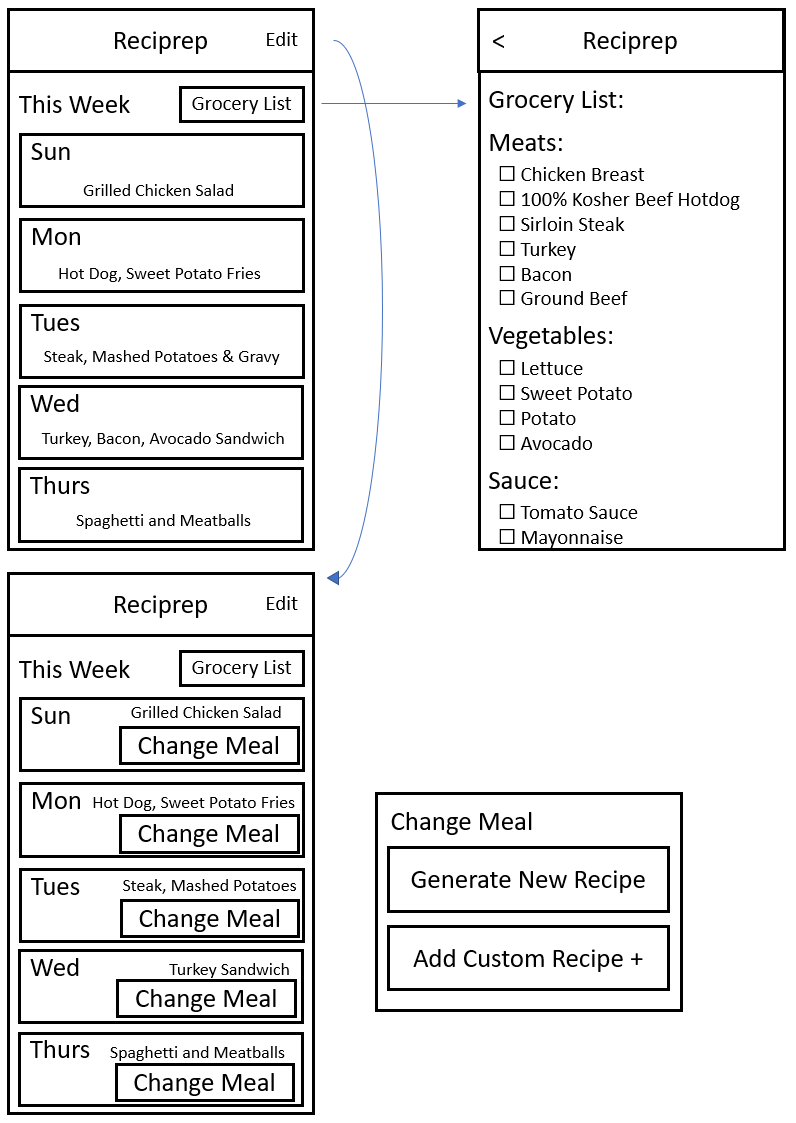 Reciprep Edit
This Week Grocery List
Sun
Grilled Chicken Salad
Mon
Hot Dog, Sweet Potato Fries
Tues
Steak, Mashed Potatoes & Gravy
Wed
Turkey, Bacon, Avocado Sandwich
Thurs
Spaghetti and Meatballs
< Reciprep
Grocery List:
Meats:
☐ Chicken Breast
☐ 100% Kosher Beef Hotdog
☐ Sirloin Steak
☐ Turkey
☐ Bacon
☐ Ground Beef
Vegetables:
☐ Lettuce
☐ Sweet Potato
☐ Potato
☐ Avocado
Sauce:
☐ Tomato Sauce
☐ Mayonnaise
Reciprep Edit
This Week Grocery List
Sun Grilled Chicken Salad
Change Meal
Mon Hot Dog, Sweet Potato Fries
Change Meal
Tues Steak, Mashed Potatoes
Change Meal
Wed Turkey Sandwich
Change Meal
Thurs Spaghetti and Meatballs
Change Meal
Change Meal
Generate New Recipe
Add Custom Recipe +